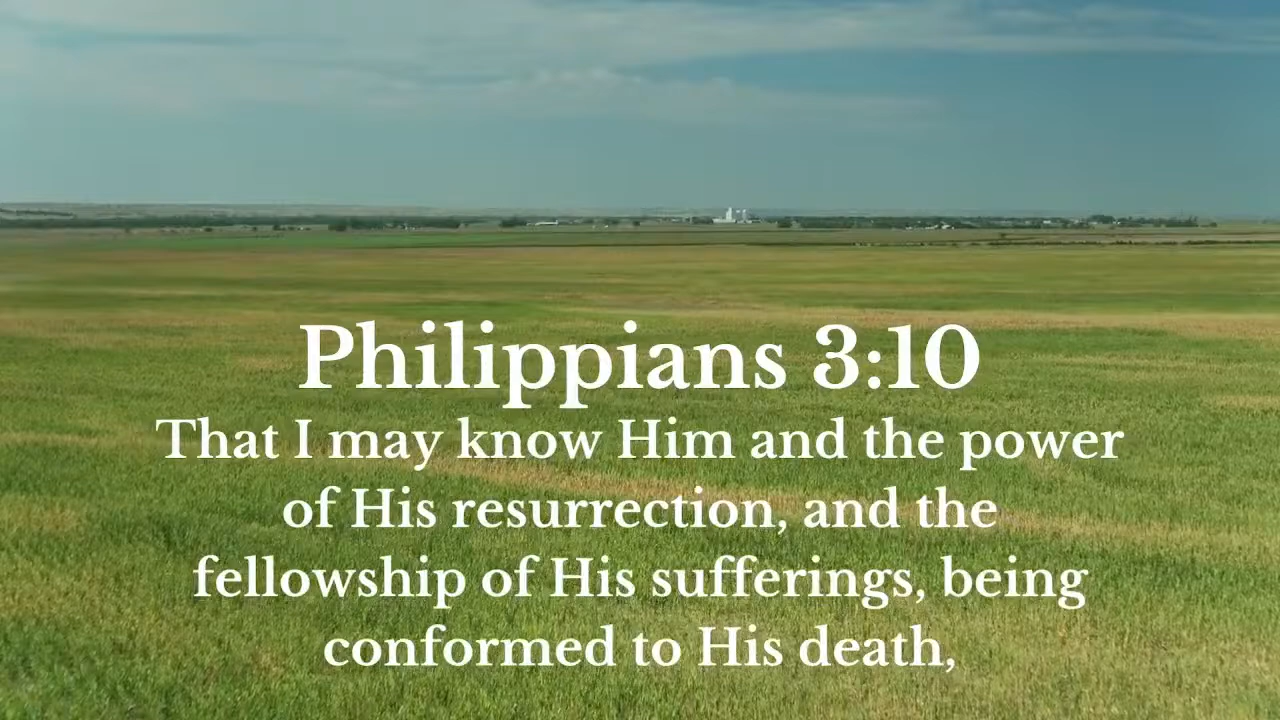 Philippians 3:10
That I may know Him and the power
of His resurrection, and the
fellowship of His sufferings, being
conformed to His death,